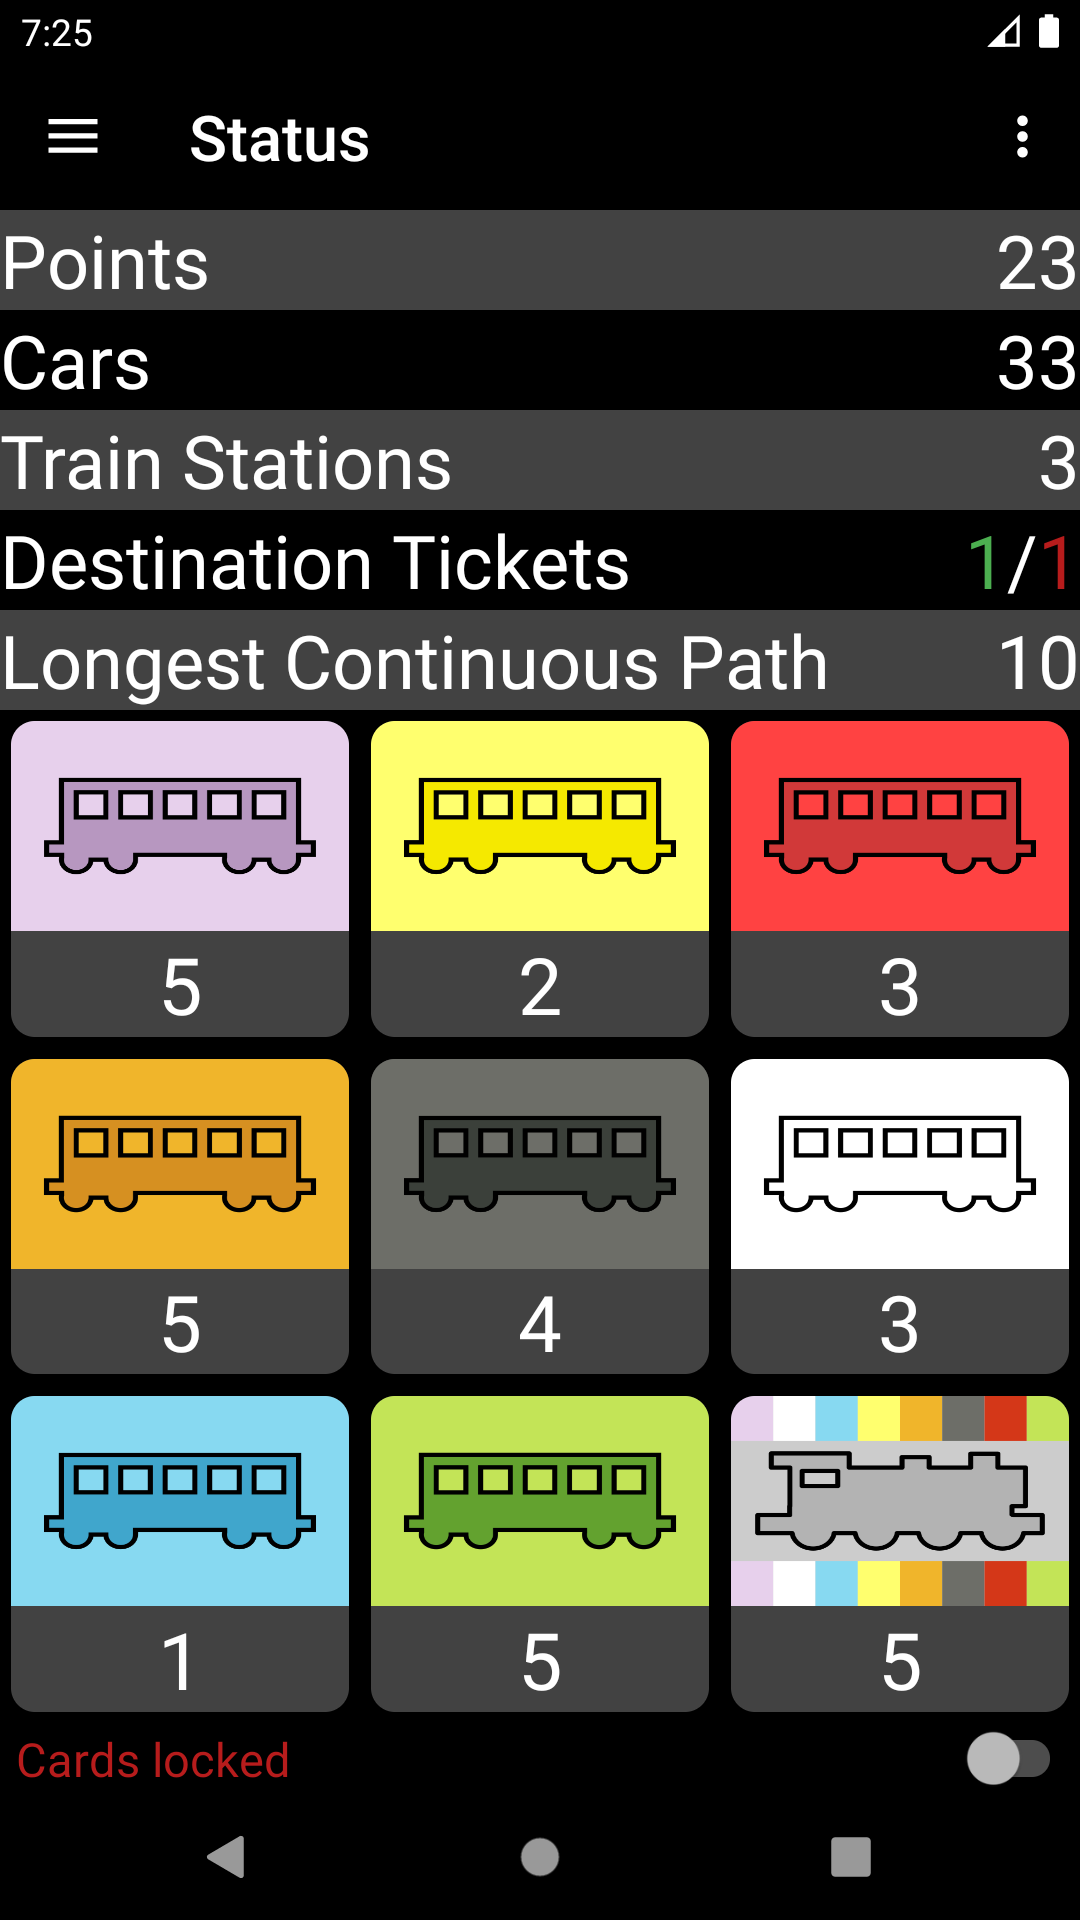 7:25
Status
Points 23
Cars 33
Train Stations 3
Destination Tickets 1/1
Longest Continuous Path 10
5 2 3
5 4 3
1 5 5
Cards locked